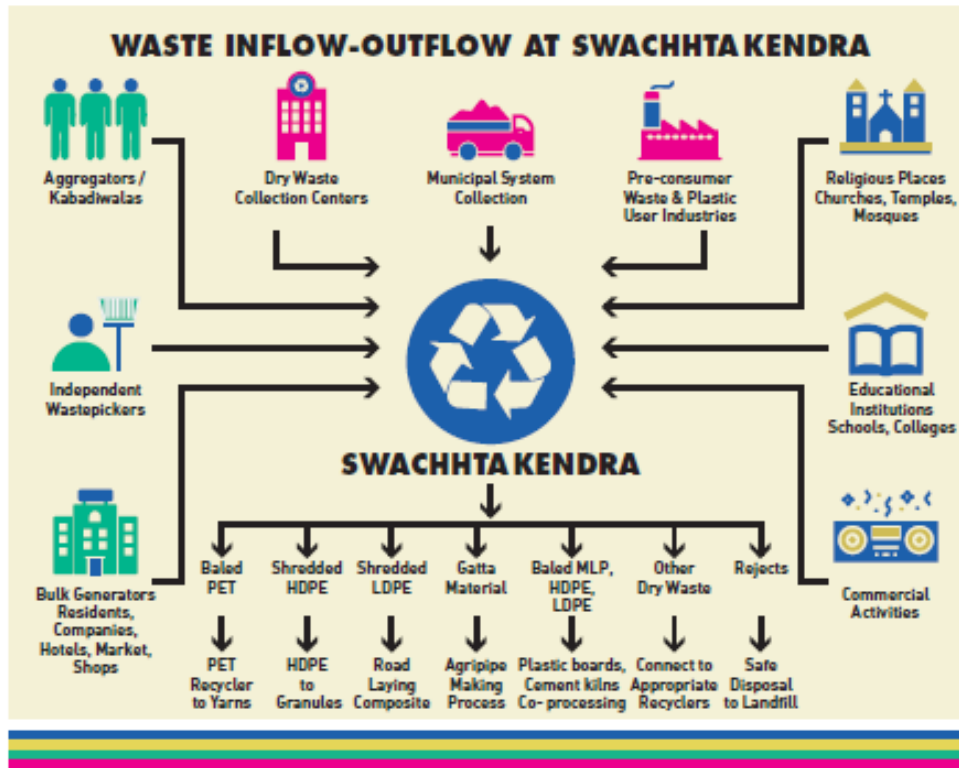 WASTE INFLOW-OUTFLOW AT SWACHHTA KENDRA
Aggregators /
Kabadiwalas
Dry Waste
Collection Centers
Municipal System
Collection
Pre-consumer
Waste & Plastic
User Industries
Religious Places
Churches, Temples,
Mosques
Independent
Wastepickers
Educational
Institutions
Schools, Colleges
SWACHHTA KENDRA
Bulk Generators
Residents,
Companies,
Hotels, Market,
Shops
Commercial
Activities
Baled
PET
Shredded
HDPE
Shredded
LDPE
Gatta
Material
Baled MLP,
HDPE,
LDPE
Other
Dry Waste
Rejects
PET
Recycler
to Yarns
HDPE
to
Granules
Road
Laying
Composite
Agripipe
Making
Process
Plastic boards,
Cement kilns
Co- processing
Connect to
Appropriate
Recyclers
Safe
Disposal
to Landfill